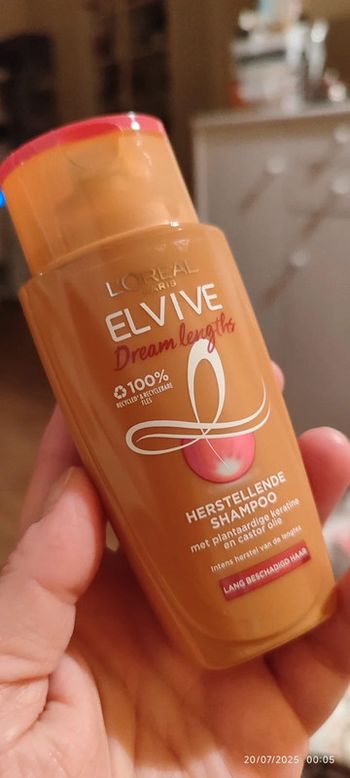 L'ORÉAL
PARIS
ELVIVE
Dream lengths
100%
RECYCLED* & RECYCLEBARE
FLES
HERSTELLENDE
SHAMPOO
met plantaardige keratine
en castor olie
Intens herstel van de lengtes
LANG BESCHADIGD HAAR
20/07/2025 00:05